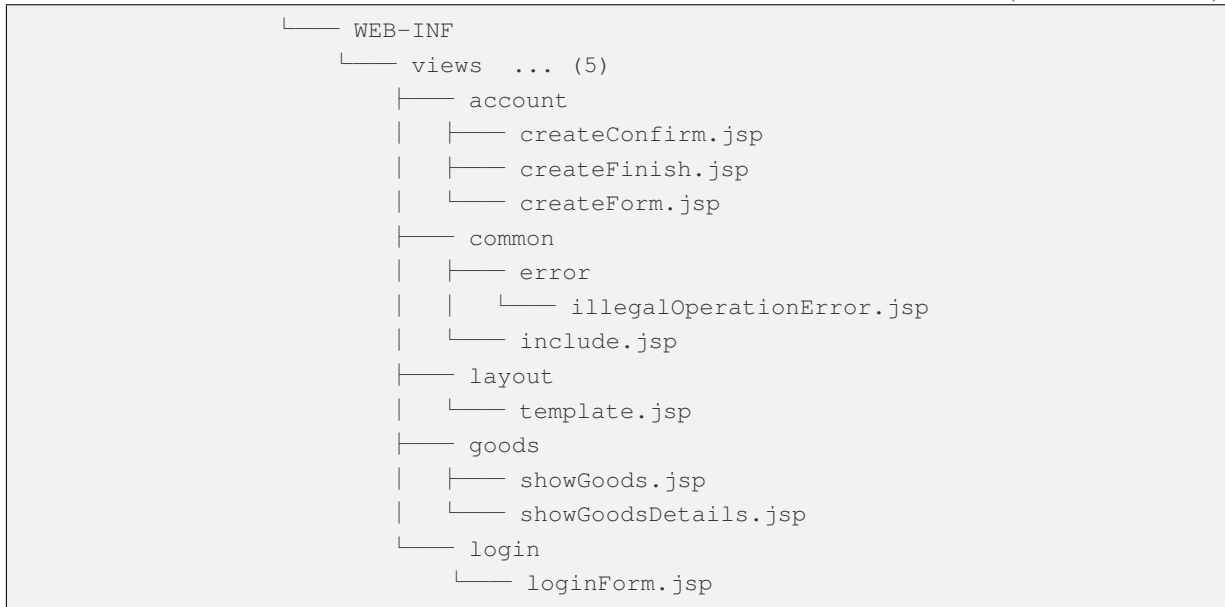 └── WEB-INF
└── views ... (5)
├── account
│ ├── createConfirm.jsp
│ ├── createFinish.jsp
│ └── createForm.jsp
├── common
│ ├── error
│ │ └── illegalOperationError.jsp
│ └── include.jsp
├── layout
│ └── template.jsp
├── goods
│ ├── showGoods.jsp
│ └── showGoodsDetails.jsp
└── login
└── loginForm.jsp